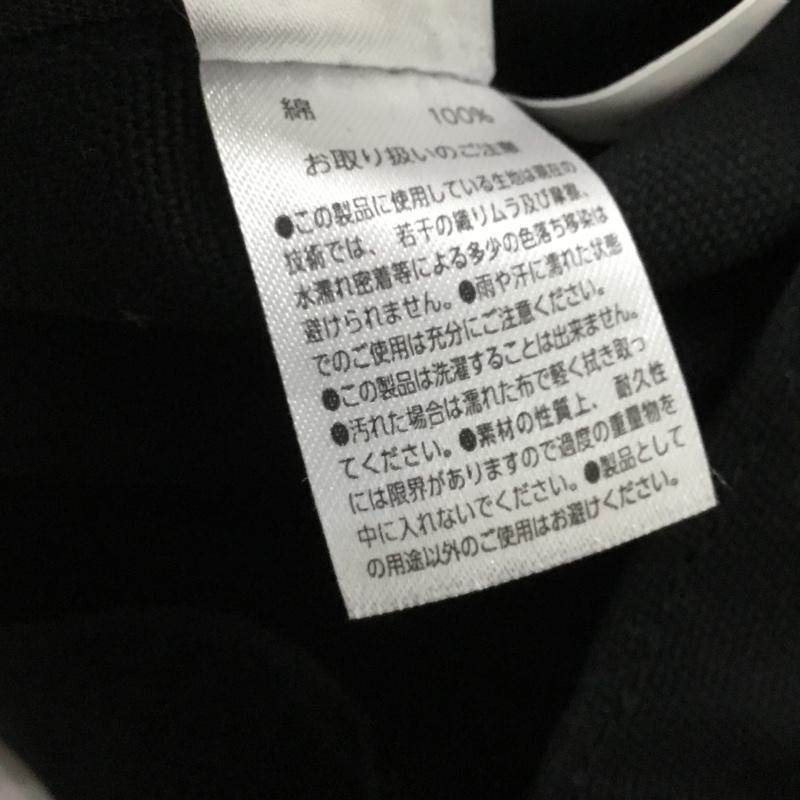 綿 100%
お取り扱いのご注意
●この製品に使用している生地は現在の
技術では、若干の織りムラ及び摩擦、
水濡れ密着等による多少の色落ち移染は
避けられません。●雨や汗に濡れた状態
でのご使用は充分にご注意ください。
●この製品は洗濯することは出来ません。
●汚れた場合は濡れた布で軽く拭き取っ
てください。●素材の性質上、耐久性
には限界がありますので過度の重量物を
中に入れないでください。●製品として
の用途以外のご使用はお避けください。